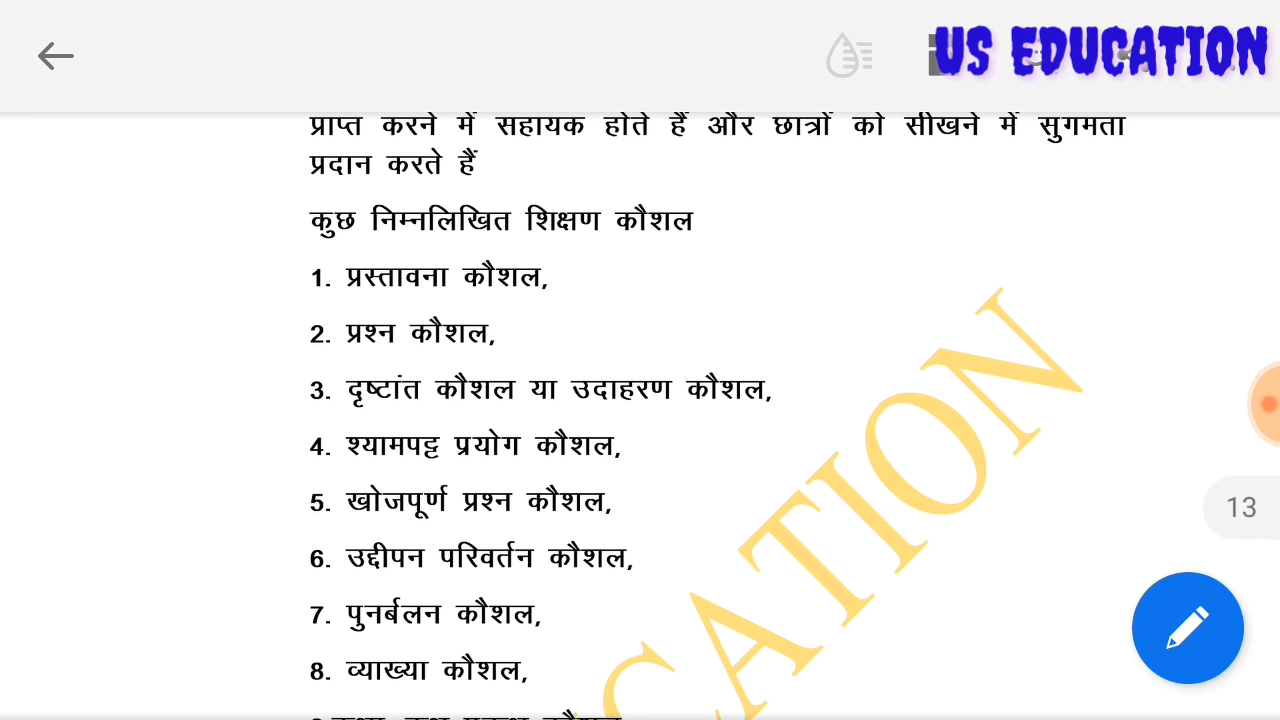 US EDUCATION
प्राप्त करने में सहायक होते हैं और छात्रों को सीखने में सुगमता
प्रदान करते हैं
कुछ निम्नलिखित शिक्षण कौशल
1. प्रस्तावना कौशल,
2. प्रश्न कौशल,
3. दृष्टांत कौशल या उदाहरण कौशल,
4. श्यामपट्ट प्रयोग कौशल,
5. खोजपूर्ण प्रश्न कौशल,
13
6. उद्दीपन परिवर्तन कौशल,
7. पुनर्बलन कौशल,
8. व्याख्या कौशल,
CATION